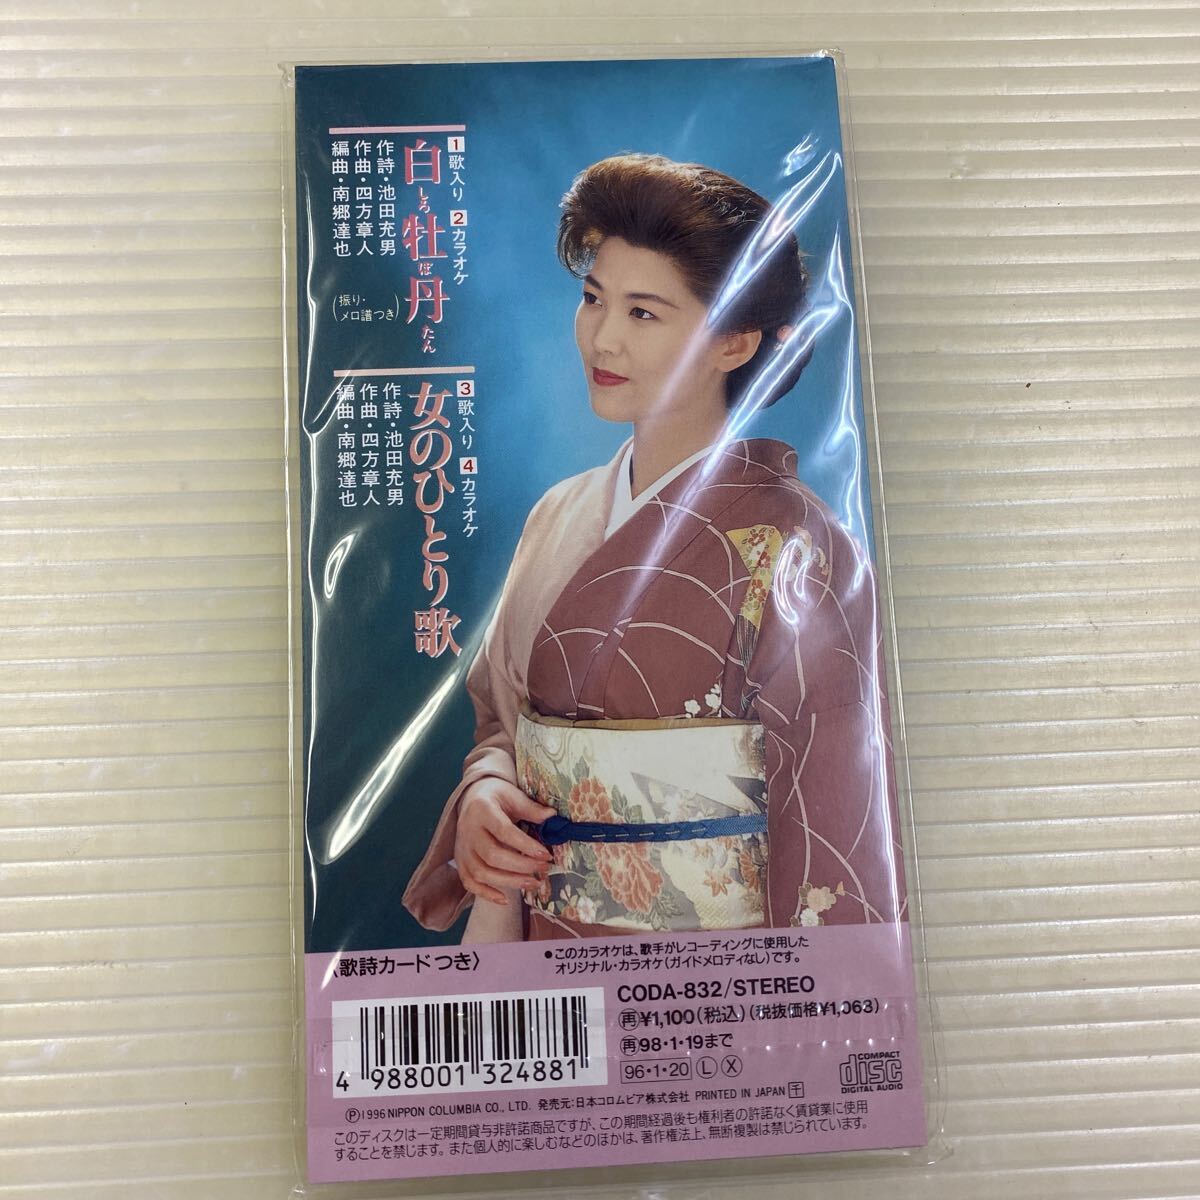 1 歌入り 2 カラオケ
白牡丹
しろぼたん
(振り・
メロ譜つき)
作詩・池田充男
作曲・四方章人
編曲・南郷達也
3 歌入り 4 カラオケ
女のひとり歌
作詩・池田充男
作曲・四方章人
編曲・南郷達也
〈歌詩カードつき〉
●このカラオケは、歌手がレコーディングに使用した
オリジナル・カラオケ(ガイドメロディなし)です。
CODA-832/STEREO
再¥1,100(税込)(税抜価格¥1,068)
再98・1・19まで
96・1・20 L X
4 988001 324881
COMPACT
disc
DIGITAL AUDIO
Ⓟ1996 NIPPON COLUMBIA CO., LTD. 発売元:日本コロムビア株式会社 PRINTED IN JAPAN 千
このディスクは一定期間貸与非許諾商品ですが、この期間経過後も権利者の許諾なく賃貸業に使用
することを禁じます。また個人的に楽しむなどのほかは、著作権法上、無断複製は禁じられています。